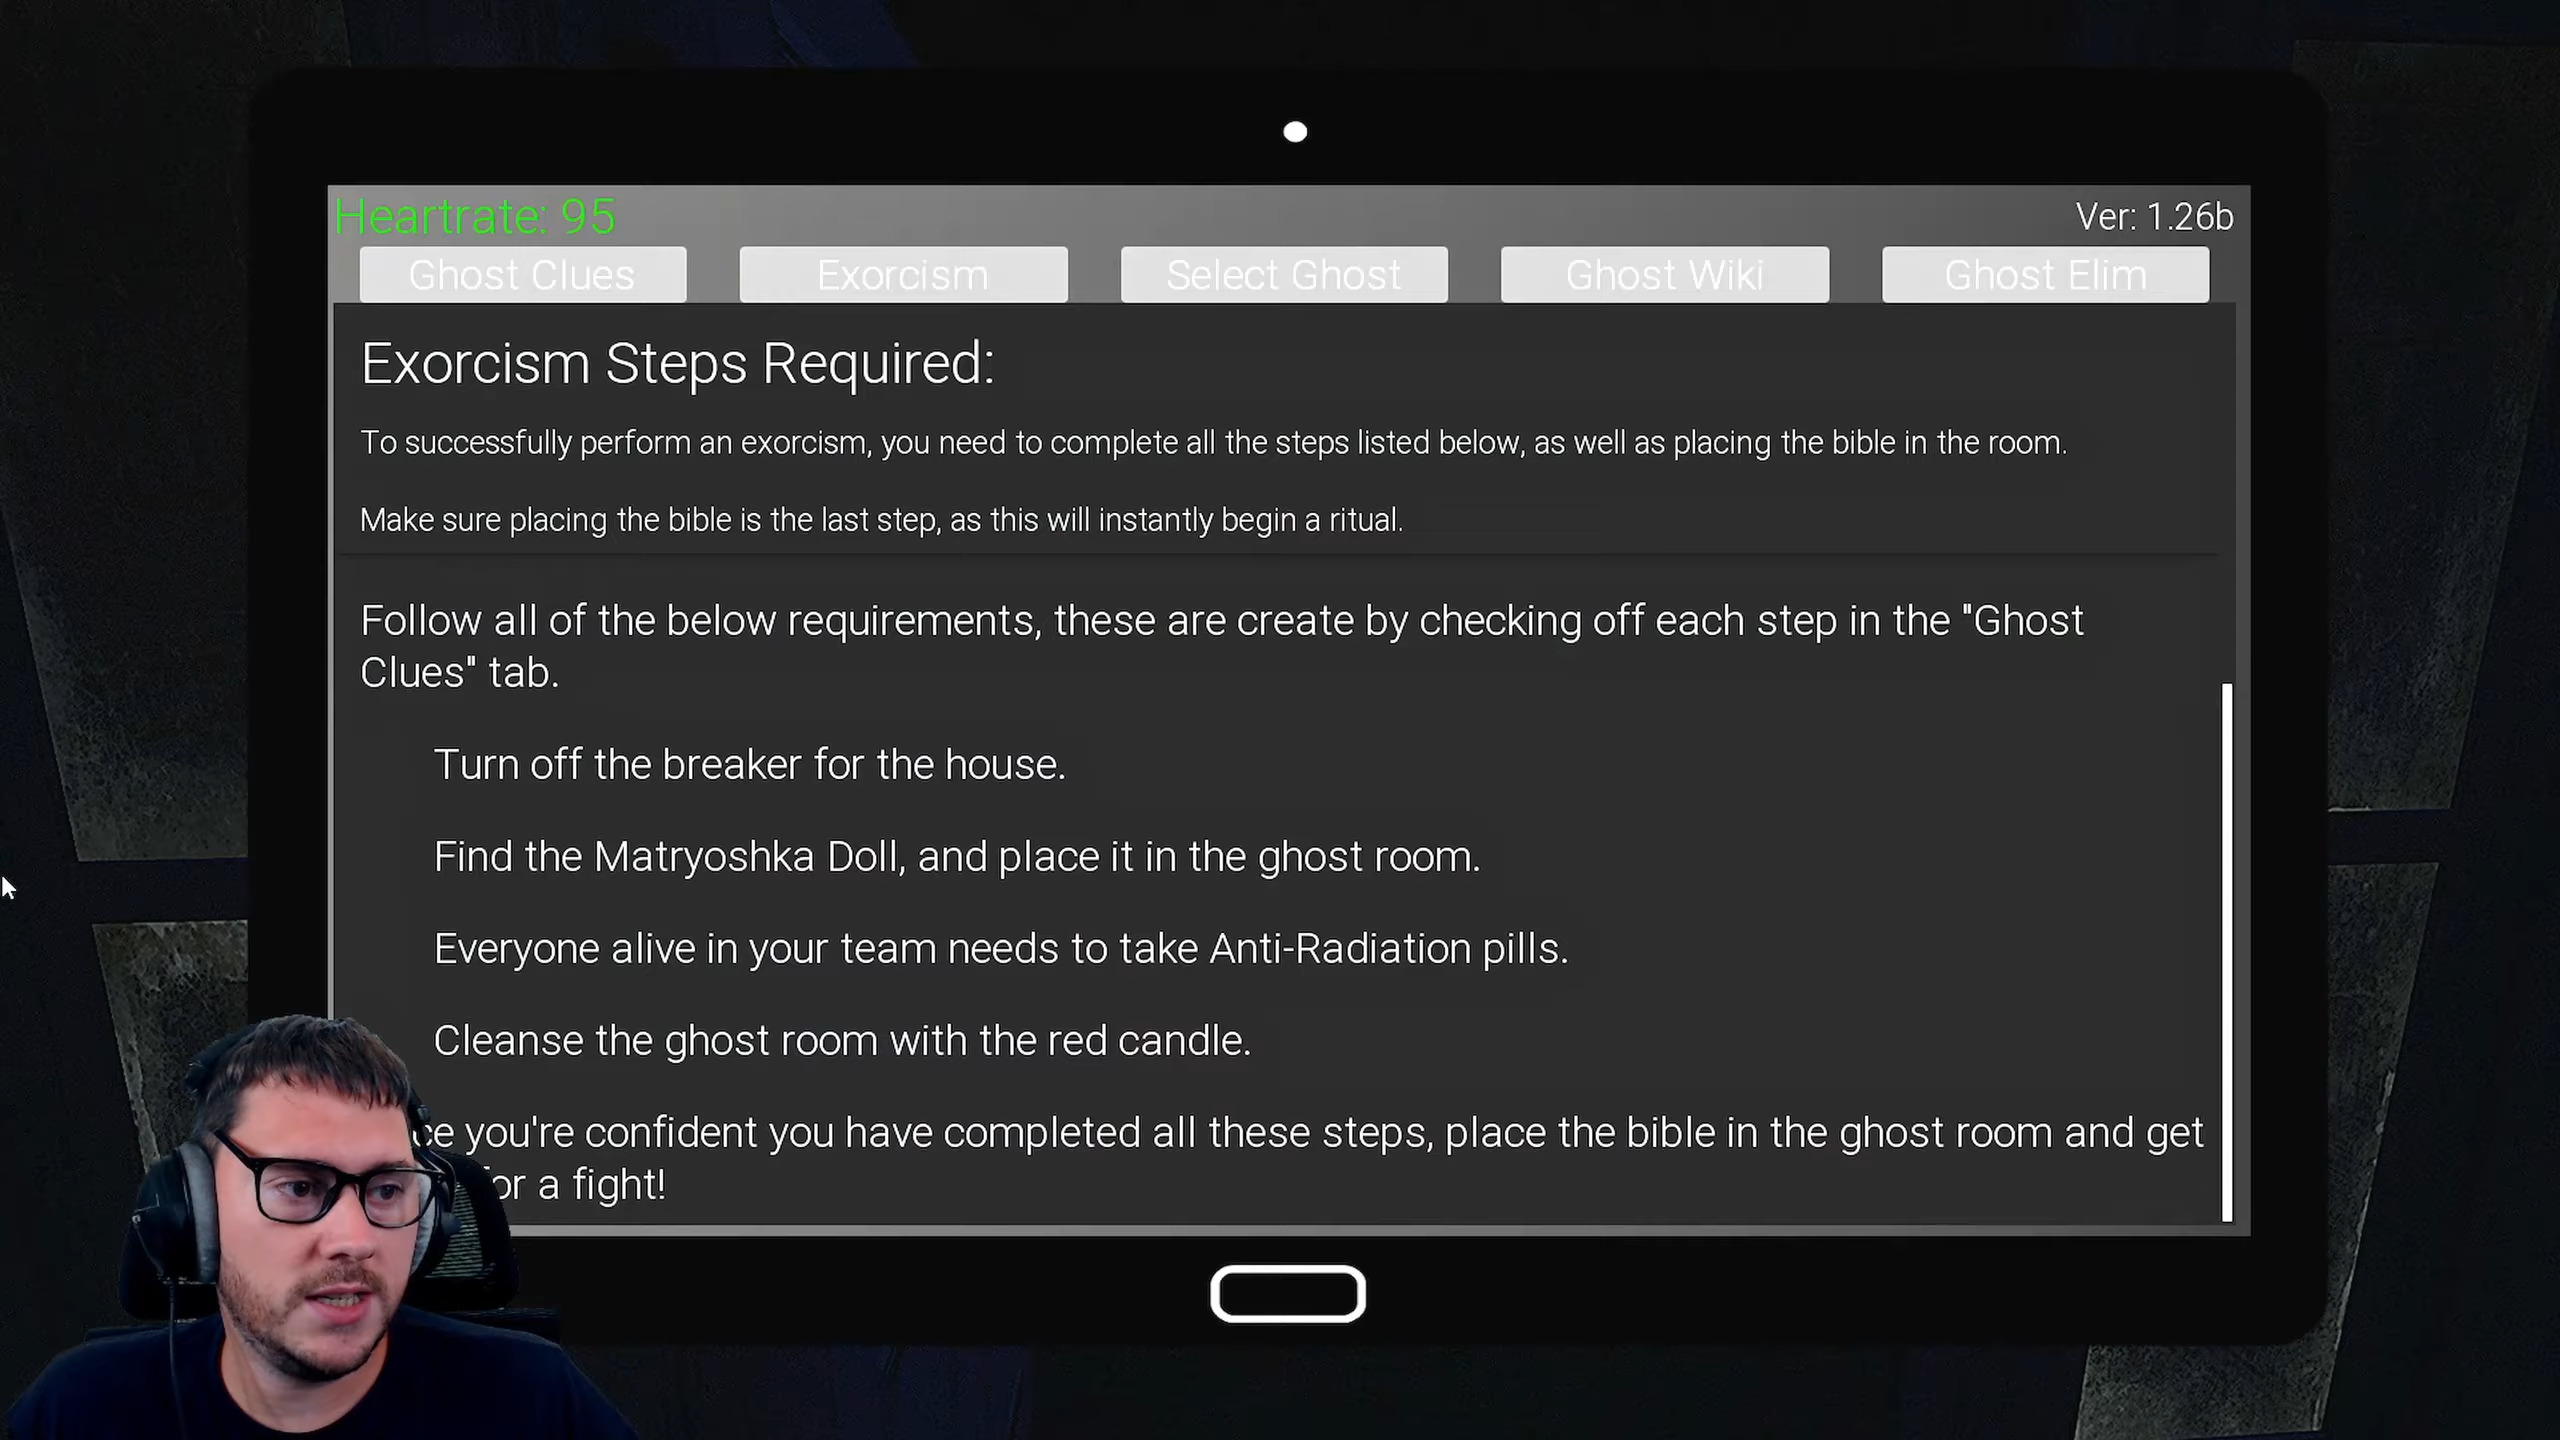 Heartrate: 95
Ver: 1.26b
Ghost Clues
Exorcism
Select Ghost
Ghost Wiki
Ghost Elim
Exorcism Steps Required:
To successfully perform an exorcism, you need to complete all the steps listed below, as well as placing the bible in the room.
Make sure placing the bible is the last step, as this will instantly begin a ritual.
Follow all of the below requirements, these are create by checking off each step in the "Ghost
Clues" tab.
Turn off the breaker for the house.
Find the Matryoshka Doll, and place it in the ghost room.
Everyone alive in your team needs to take Anti-Radiation pills.
Cleanse the ghost room with the red candle.
you're confident you have completed all these steps, place the bible in the ghost room and get
a fight!